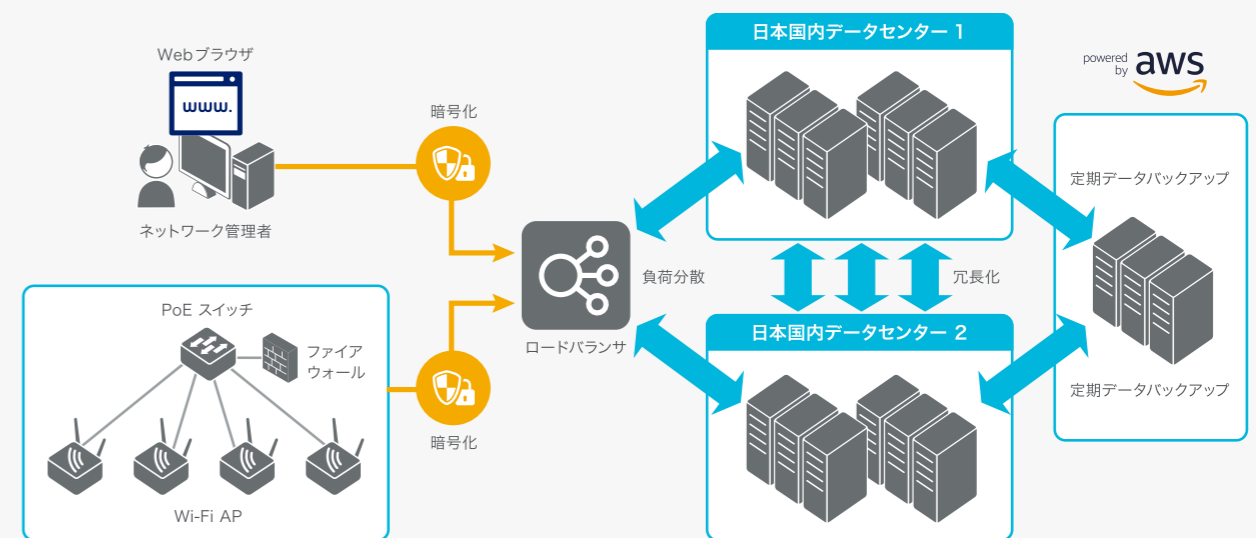 Webブラウザ
www.
ネットワーク管理者
暗号化
PoE スイッチ
ファイア
ウォール
Wi-Fi AP
暗号化
ロードバランサ
負荷分散
日本国内データセンター 1
冗長化
日本国内データセンター 2
powered
by
aws
定期データバックアップ
定期データバックアップ